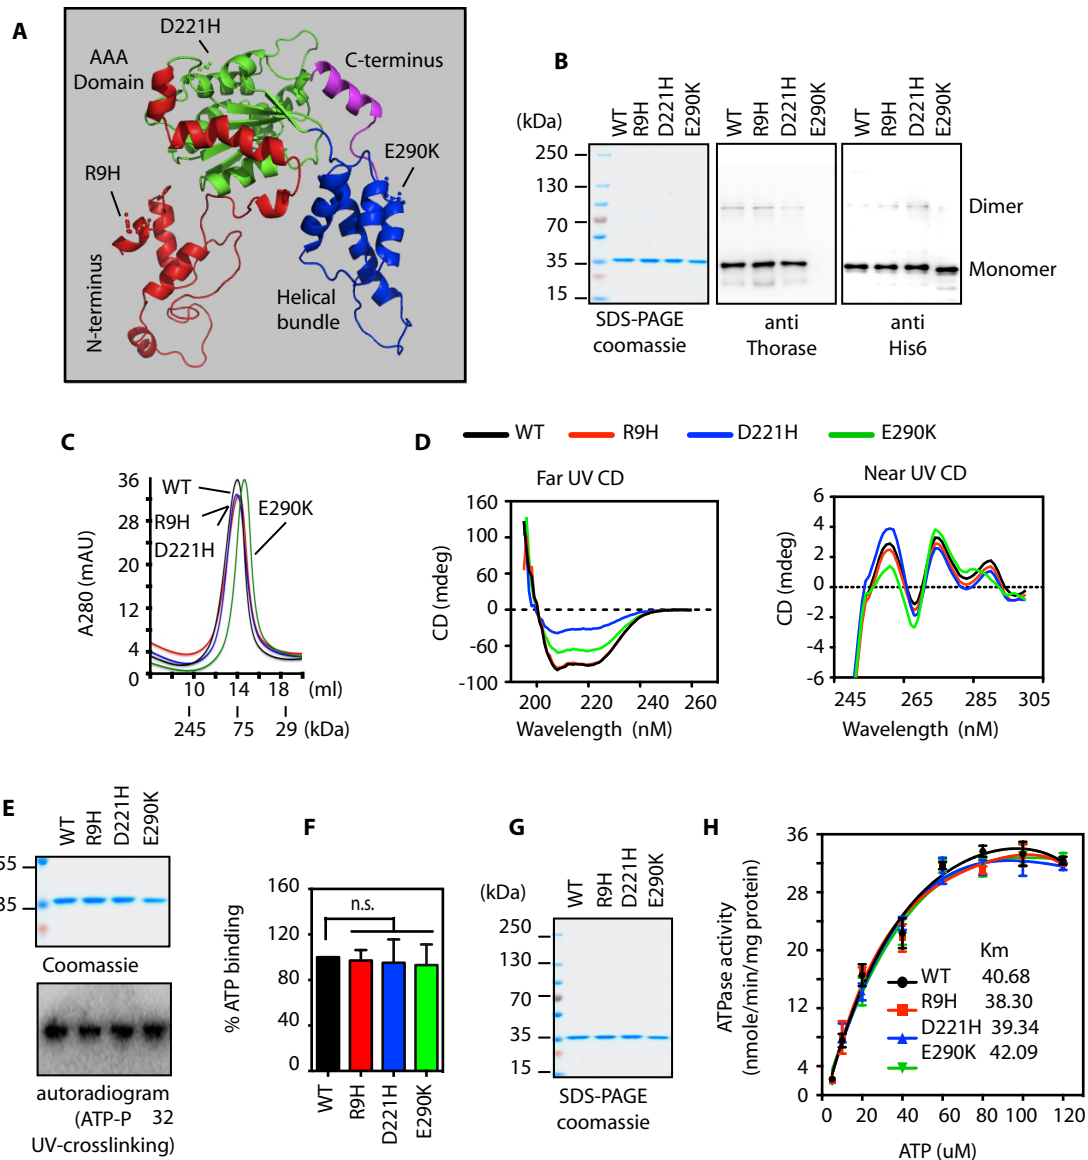 A
D221H
AAA
Domain
C-terminus
R9H
E290K
N-terminus
Helical
bundle
B
(kDa)
WT
R9H
D221H
E290K
WT
R9H
D221H
E290K
WT
R9H
D221H
E290K
250
130
70
35
15
Dimer
Monomer
SDS-PAGE
coomassie
anti
Thorase
anti
His6
C
A280 (mAU)
36
28
20
12
4
0
WT
R9H
D221H
E290K
10 14 18 (ml)
245 75 29 (kDa)
D
WT R9H D221H E290K
Far UV CD
CD (mdeg)
160
100
60
0
-60
-100
200 220 240 260
Wavelength (nM)
Near UV CD
CD (mdeg)
6
4
2
0
-2
-4
-6
245 265 285 305
Wavelength (nM)
E
WT
R9H
D221H
E290K
55
35
Coomassie
autoradiogram
(ATP-P 32
UV-crosslinking)
F
% ATP binding
160
120
80
40
0
n.s.
WT
R9H
D221H
E290K
G
(kDa)
WT
R9H
D221H
E290K
250
130
70
35
15
SDS-PAGE
coomassie
H
ATPase activity
(nmole/min/mg protein)
36
28
20
12
4
0
Km
WT 40.68
R9H 38.30
D221H 39.34
E290K 42.09
0 20 40 60 80 100 120
ATP (uM)